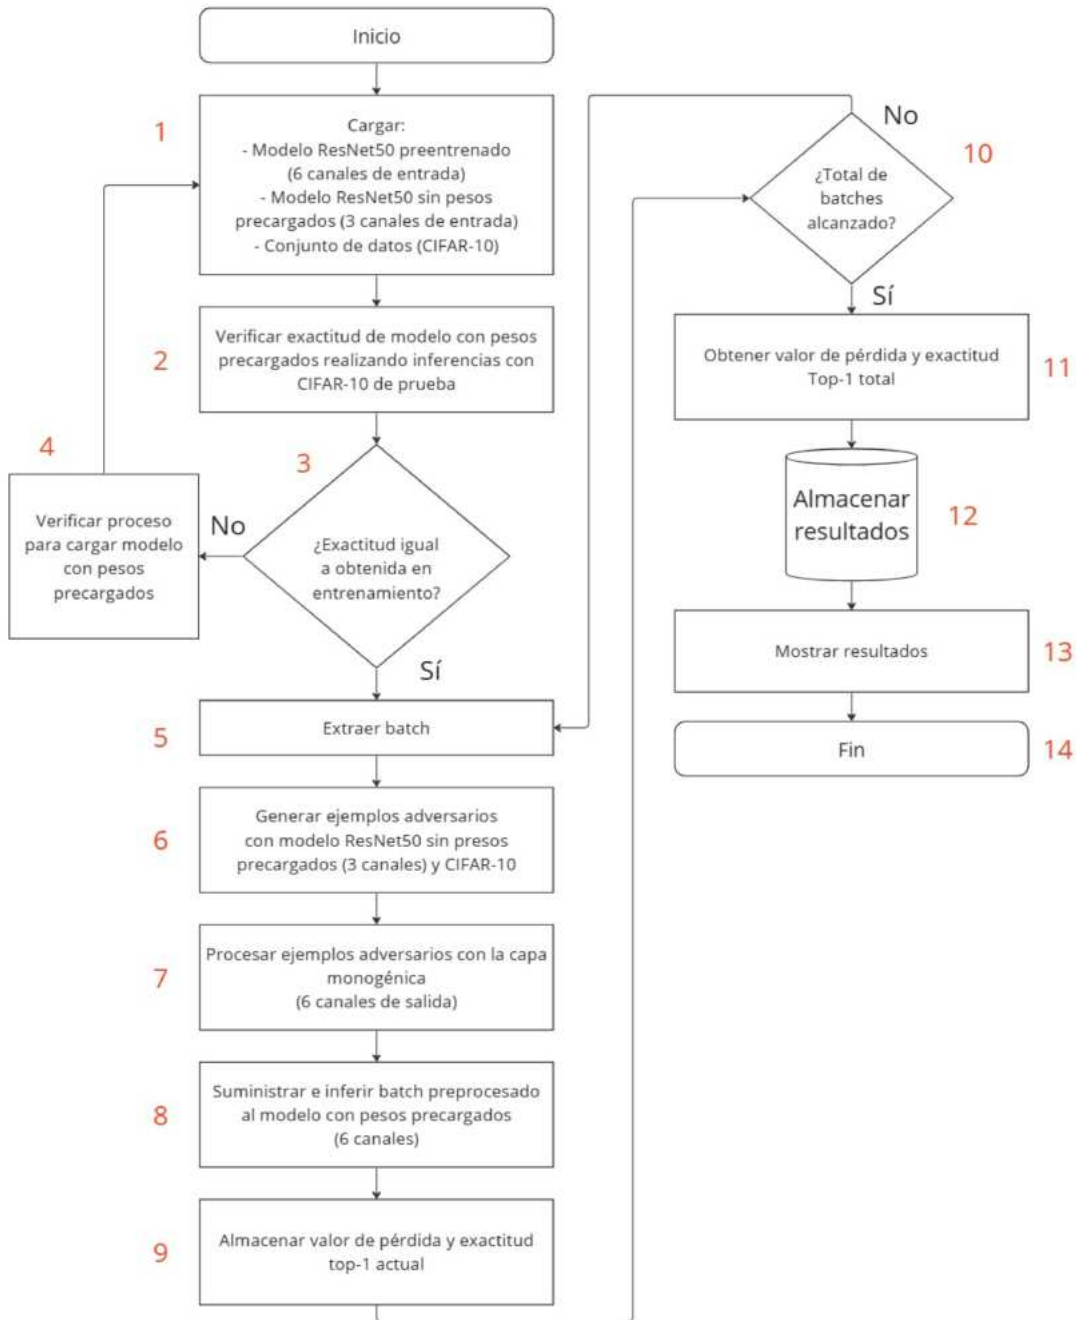 Inicio
1
Cargar:
- Modelo ResNet50 preentrenado
(6 canales de entrada)
- Modelo ResNet50 sin pesos
precargados (3 canales de entrada)
- Conjunto de datos (CIFAR-10)
2
Verificar exactitud de modelo con pesos
precargados realizando inferencias con
CIFAR-10 de prueba
3
¿Exactitud igual
a obtenida en
entrenamiento?
No
4
Verificar proceso
para cargar modelo
con pesos
precargados
Sí
5
Extraer batch
6
Generar ejemplos adversarios
con modelo ResNet50 sin presos
precargados (3 canales) y CIFAR-10
7
Procesar ejemplos adversarios con la capa
monogénica
(6 canales de salida)
8
Suministrar e inferir batch preprocesado
al modelo con pesos precargados
(6 canales)
9
Almacenar valor de pérdida y exactitud
top-1 actual
No
10
¿Total de
batches
alcanzado?
Sí
Obtener valor de pérdida y exactitud
Top-1 total
11
Almacenar
resultados
12
Mostrar resultados
13
Fin
14